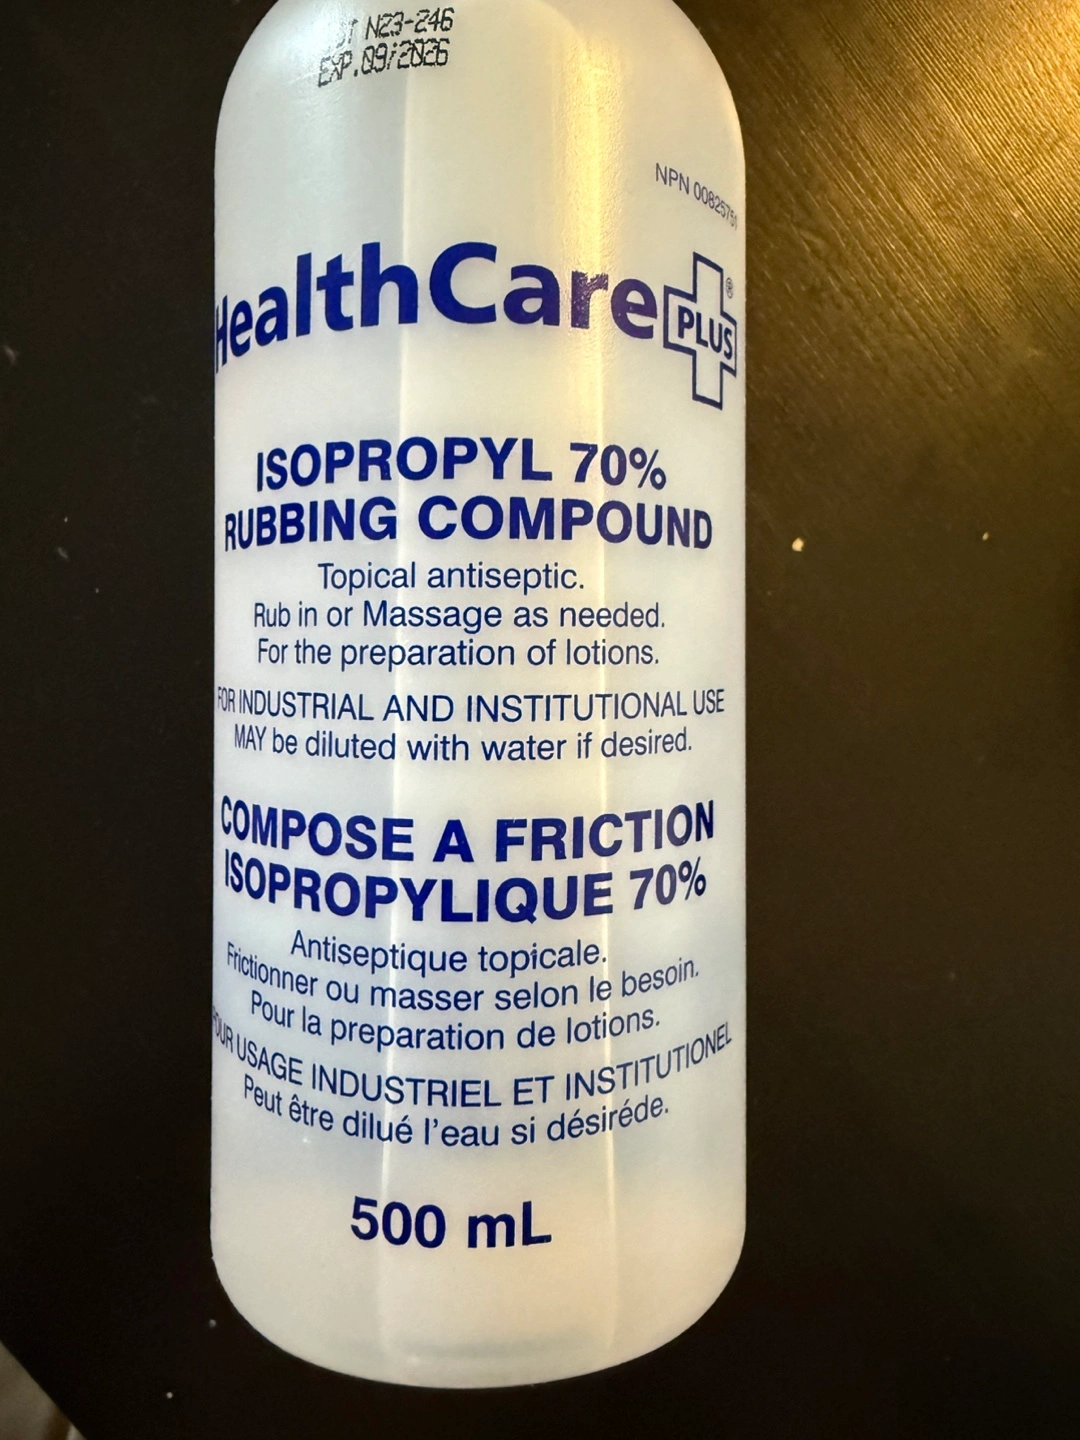 N23-246
EXP.09/2026
NPN 00825751
HealthCare PLUS®
ISOPROPYL 70%
RUBBING COMPOUND
Topical antiseptic.
Rub in or Massage as needed.
For the preparation of lotions.
FOR INDUSTRIAL AND INSTITUTIONAL USE
MAY be diluted with water if desired.
COMPOSE A FRICTION
ISOPROPYLIQUE 70%
Antiseptique topicale.
Frictionner ou masser selon le besoin.
Pour la preparation de lotions.
POUR USAGE INDUSTRIEL ET INSTITUTIONEL
Peut être dilué l'eau si désiréde.
500 mL